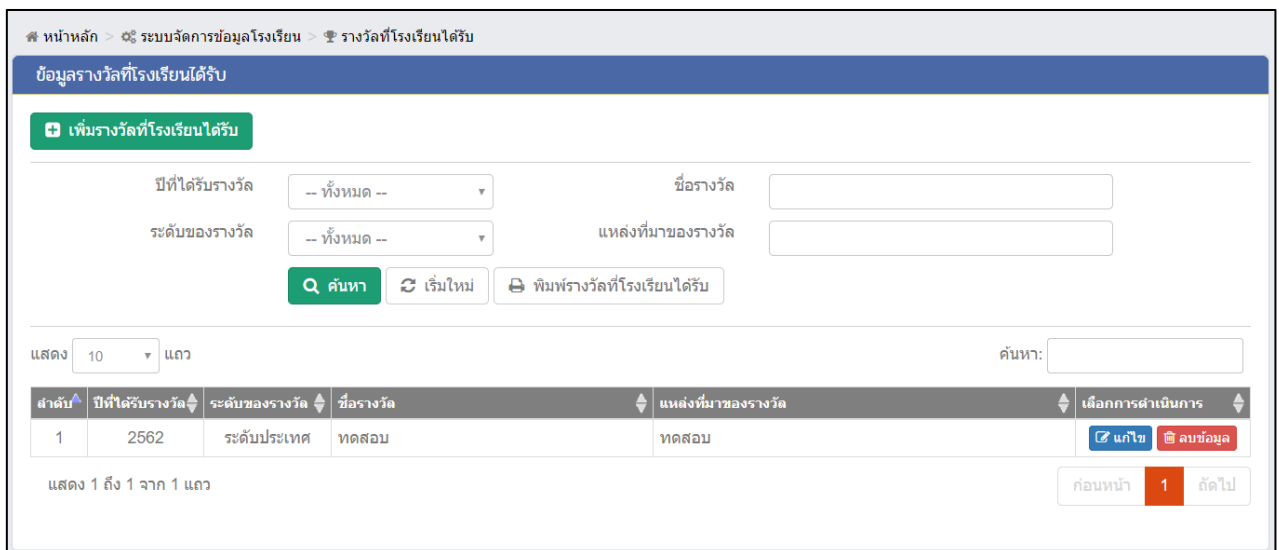 หน้าหลัก > ระบบจัดการข้อมูลโรงเรียน > รางวัลที่โรงเรียนได้รับ
ข้อมูลรางวัลที่โรงเรียนได้รับ
เพิ่มรางวัลที่โรงเรียนได้รับ
ปีที่ได้รับรางวัล -- ทั้งหมด -- ชื่อรางวัล
ระดับของรางวัล -- ทั้งหมด -- แหล่งที่มาของรางวัล
ค้นหา เริ่มใหม่ พิมพ์รางวัลที่โรงเรียนได้รับ
แสดง 10 แถว ค้นหา:
ลำดับ ปีที่ได้รับรางวัล ระดับของรางวัล ชื่อรางวัล แหล่งที่มาของรางวัล เลือกการดำเนินการ
1 2562 ระดับประเทศ ทดสอบ ทดสอบ แก้ไข ลบข้อมูล
แสดง 1 ถึง 1 จาก 1 แถว ก่อนหน้า 1 ถัดไป